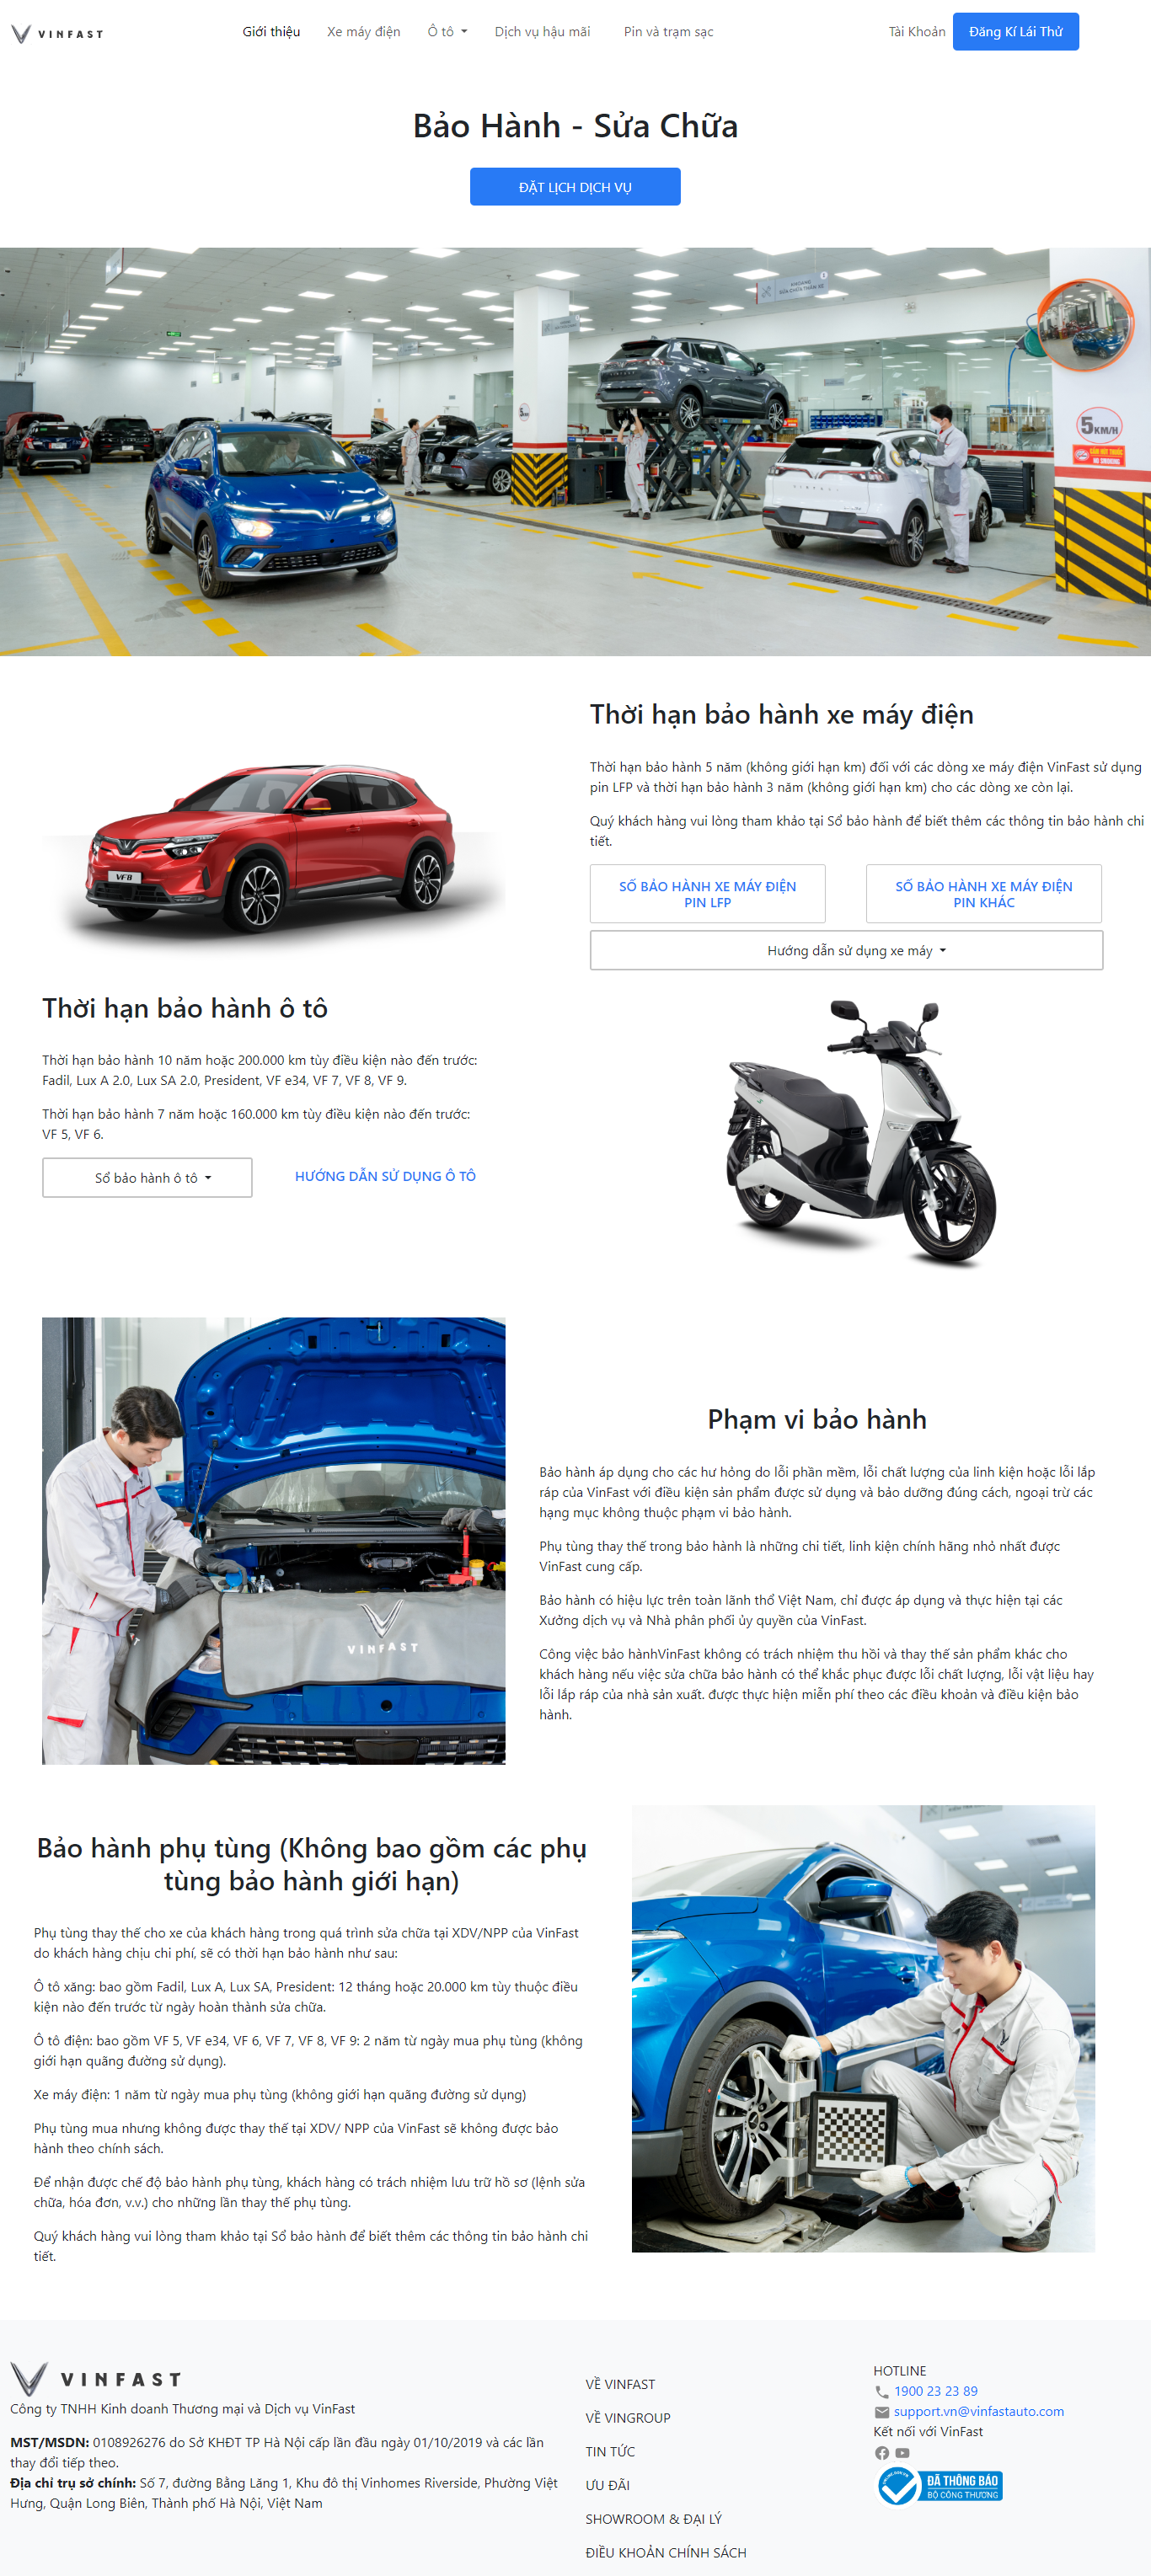 VINFAST
Giới thiệu
Xe máy điện
Ô tô
Dịch vụ hậu mãi
Pin và trạm sạc
Tài Khoản
Đăng Kí Lái Thử
Bảo Hành - Sửa Chữa
ĐẶT LỊCH DỊCH VỤ
KHOANG
SỬA CHỮA THÂN XE
5KM/H
CẤM HÚT THUỐC
NO SMOKING
Thời hạn bảo hành xe máy điện
Thời hạn bảo hành 5 năm (không giới hạn km) đối với các dòng xe máy điện VinFast sử dụng
pin LFP và thời hạn bảo hành 3 năm (không giới hạn km) cho các dòng xe còn lại.
Quý khách hàng vui lòng tham khảo tại Sổ bảo hành để biết thêm các thông tin bảo hành chi
tiết.
SỐ BẢO HÀNH XE MÁY ĐIỆN
PIN LFP
SỐ BẢO HÀNH XE MÁY ĐIỆN
PIN KHÁC
Hướng dẫn sử dụng xe máy
VF8
Thời hạn bảo hành ô tô
Thời hạn bảo hành 10 năm hoặc 200.000 km tùy điều kiện nào đến trước:
Fadil, Lux A 2.0, Lux SA 2.0, President, VF e34, VF 7, VF 8, VF 9.
Thời hạn bảo hành 7 năm hoặc 160.000 km tùy điều kiện nào đến trước:
VF 5, VF 6.
Sổ bảo hành ô tô
HƯỚNG DẪN SỬ DỤNG Ô TÔ
VINFAST
Phạm vi bảo hành
Bảo hành áp dụng cho các hư hỏng do lỗi phần mềm, lỗi chất lượng của linh kiện hoặc lỗi lắp
ráp của VinFast với điều kiện sản phẩm được sử dụng và bảo dưỡng đúng cách, ngoại trừ các
hạng mục không thuộc phạm vi bảo hành.
Phụ tùng thay thế trong bảo hành là những chi tiết, linh kiện chính hãng nhỏ nhất được
VinFast cung cấp.
Bảo hành có hiệu lực trên toàn lãnh thổ Việt Nam, chỉ được áp dụng và thực hiện tại các
Xưởng dịch vụ và Nhà phân phối ủy quyền của VinFast.
Công việc bảo hànhVinFast không có trách nhiệm thu hồi và thay thế sản phẩm khác cho
khách hàng nếu việc sửa chữa bảo hành có thể khắc phục được lỗi chất lượng, lỗi vật liệu hay
lỗi lắp ráp của nhà sản xuất. được thực hiện miễn phí theo các điều khoản và điều kiện bảo
hành.
Bảo hành phụ tùng (Không bao gồm các phụ
tùng bảo hành giới hạn)
Phụ tùng thay thế cho xe của khách hàng trong quá trình sửa chữa tại XDV/NPP của VinFast
do khách hàng chịu chi phí, sẽ có thời hạn bảo hành như sau:
Ô tô xăng: bao gồm Fadil, Lux A, Lux SA, President: 12 tháng hoặc 20.000 km tùy thuộc điều
kiện nào đến trước từ ngày hoàn thành sửa chữa.
Ô tô điện: bao gồm VF 5, VF e34, VF 6, VF 7, VF 8, VF 9: 2 năm từ ngày mua phụ tùng (không
giới hạn quãng đường sử dụng).
Xe máy điện: 1 năm từ ngày mua phụ tùng (không giới hạn quãng đường sử dụng)
Phụ tùng mua nhưng không được thay thế tại XDV/ NPP của VinFast sẽ không được bảo
hành theo chính sách.
Để nhận được chế độ bảo hành phụ tùng, khách hàng có trách nhiệm lưu trữ hồ sơ (lệnh sửa
chữa, hóa đơn, v.v.) cho những lần thay thế phụ tùng.
Quý khách hàng vui lòng tham khảo tại Sổ bảo hành để biết thêm các thông tin bảo hành chi
tiết.
VINFAST
Công ty TNHH Kinh doanh Thương mại và Dịch vụ VinFast
MST/MSDN: 0108926276 do Sở KHĐT TP Hà Nội cấp lần đầu ngày 01/10/2019 và các lần
thay đổi tiếp theo.
Địa chỉ trụ sở chính: Số 7, đường Bằng Lăng 1, Khu đô thị Vinhomes Riverside, Phường Việt
Hưng, Quận Long Biên, Thành phố Hà Nội, Việt Nam
VỀ VINFAST
VỀ VINGROUP
TIN TỨC
ƯU ĐÃI
SHOWROOM & ĐẠI LÝ
ĐIỀU KHOẢN CHÍNH SÁCH
HOTLINE
1900 23 23 89
support.vn@vinfastauto.com
Kết nối với VinFast
ĐÃ THÔNG BÁO
BỘ CÔNG THƯƠNG